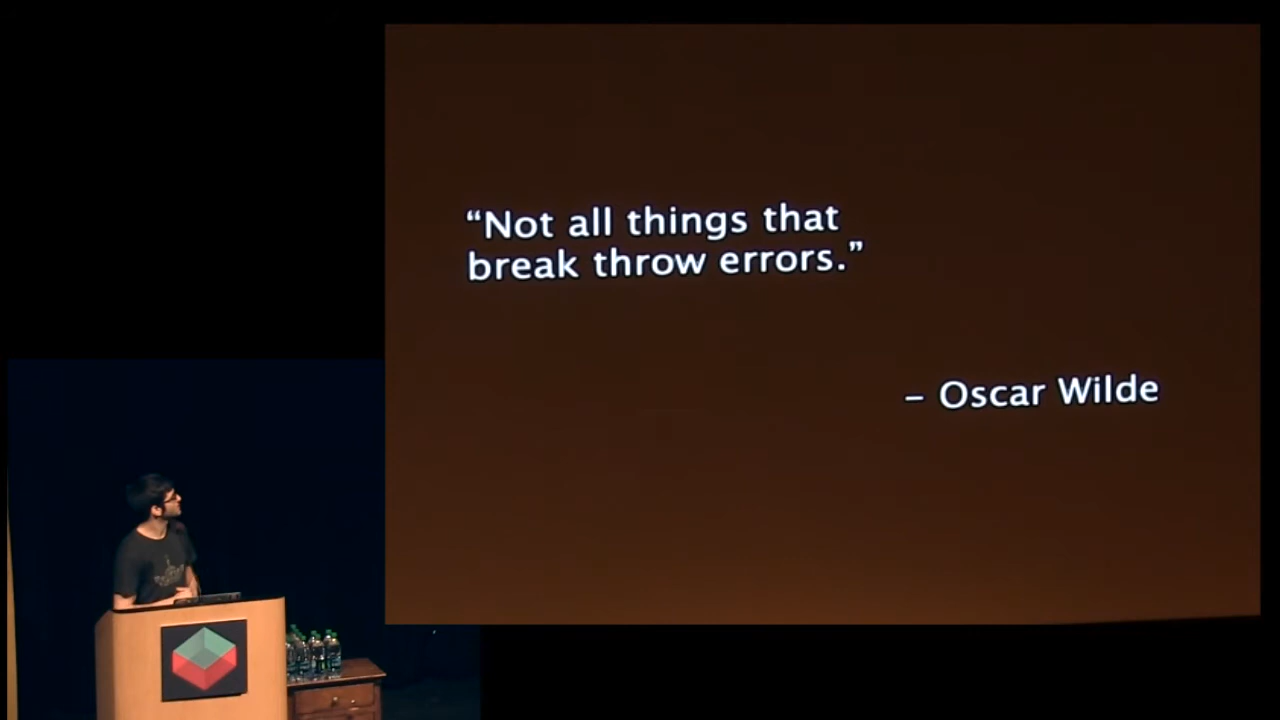 “Not all things that
break throw errors.”
– Oscar Wilde